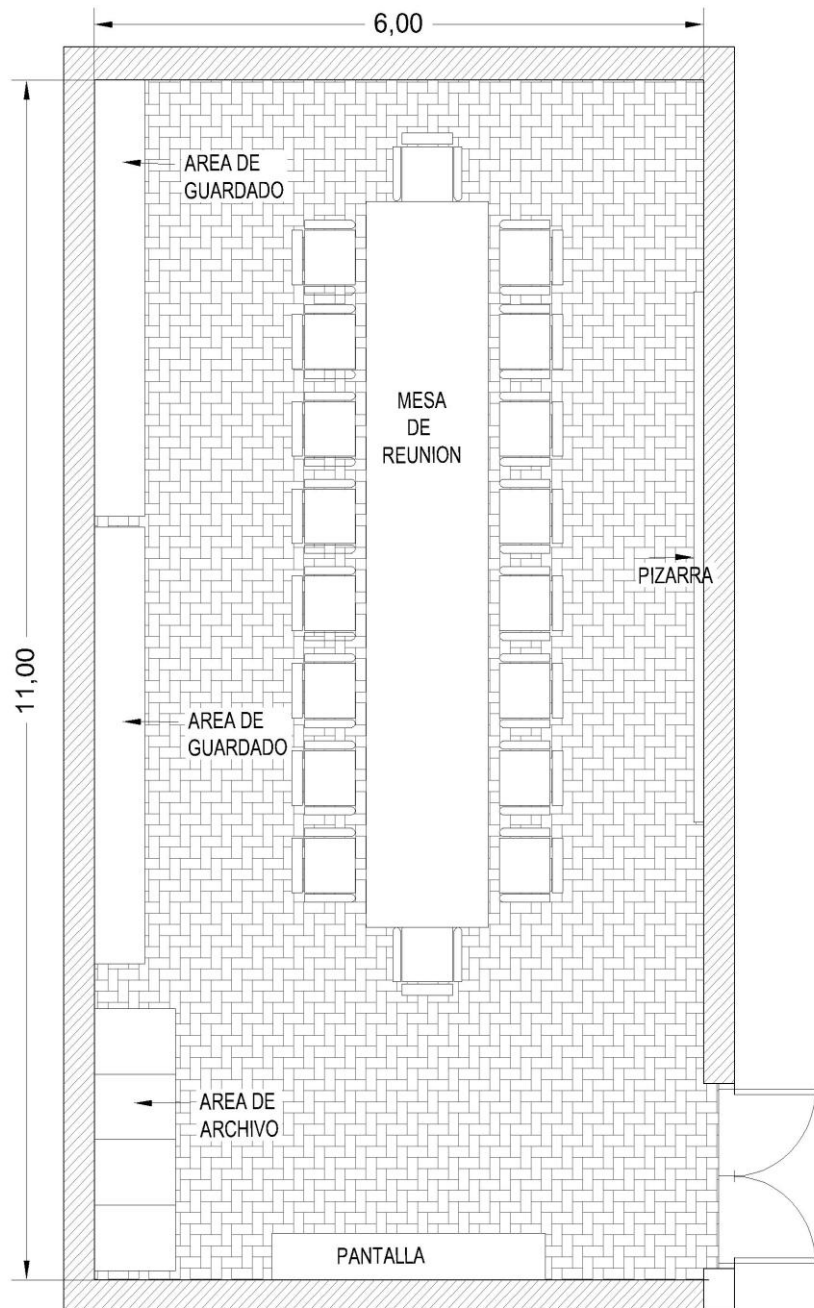 6,00
AREA DE
GUARDADO
MESA
DE
REUNION
PIZARRA
11,00
AREA DE
GUARDADO
AREA DE
ARCHIVO
PANTALLA